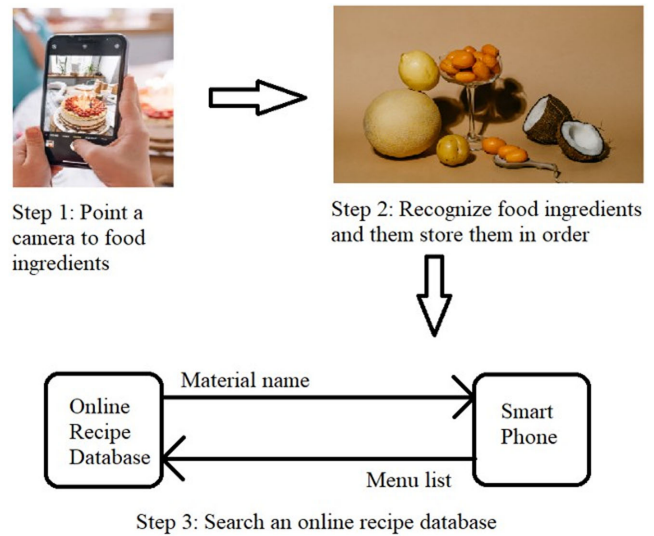 Step 1: Point a
camera to food
ingredients
Step 2: Recognize food ingredients
and them store them in order
Material name
Online
Recipe
Database
Smart
Phone
Menu list
Step 3: Search an online recipe database